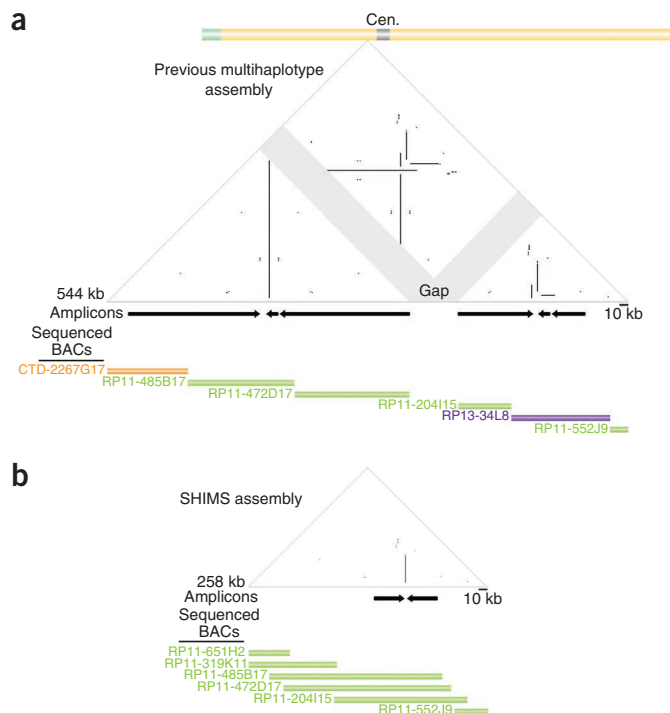 a
Cen.
Previous multihaplotype
assembly
544 kb
Gap
10 kb
Amplicons
Sequenced
BACs
CTD-2267G17
RP11-485B17
RP11-472D17
RP11-204I15
RP13-34L8
RP11-552J9
b
SHIMS assembly
258 kb
10 kb
Amplicons
Sequenced
BACs
RP11-651H2
RP11-319K11
RP11-485B17
RP11-472D17
RP11-204I15
RP11-552J9